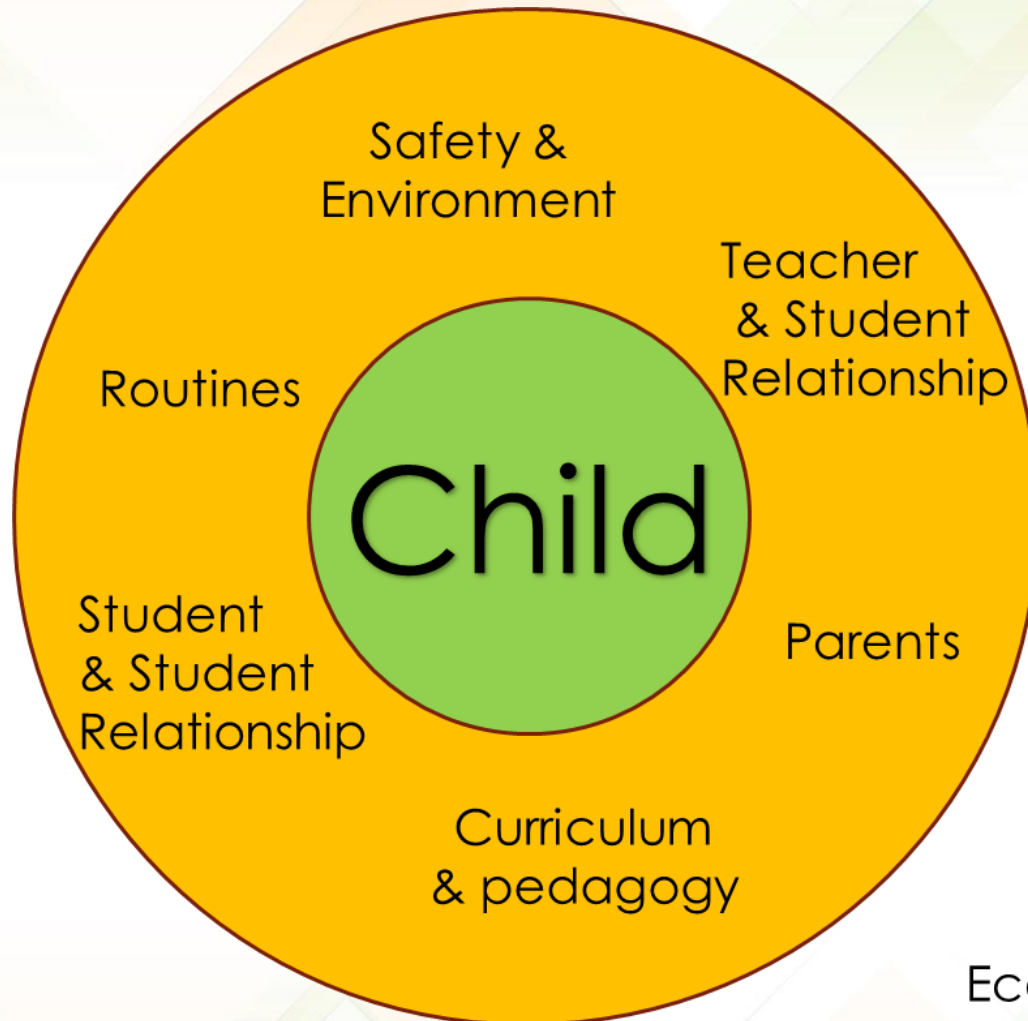 Safety &
Environment
Teacher
& Student
Relationship
Routines
Child
Student
& Student
Relationship
Parents
Curriculum
& pedagogy